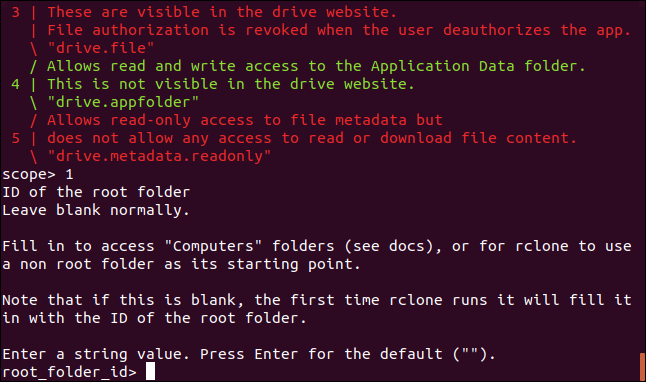 3 | These are visible in the drive website.
| File authorization is revoked when the user deauthorizes the app.
\ "drive.file"
/ Allows read and write access to the Application Data folder.
4 | This is not visible in the drive website.
\ "drive.appfolder"
/ Allows read-only access to file metadata but
5 | does not allow any access to read or download file content.
\ "drive.metadata.readonly"
scope> 1
ID of the root folder
Leave blank normally.
Fill in to access "Computers" folders (see docs), or for rclone to use
a non root folder as its starting point.
Note that if this is blank, the first time rclone runs it will fill it
in with the ID of the root folder.
Enter a string value. Press Enter for the default ("").
root_folder_id>